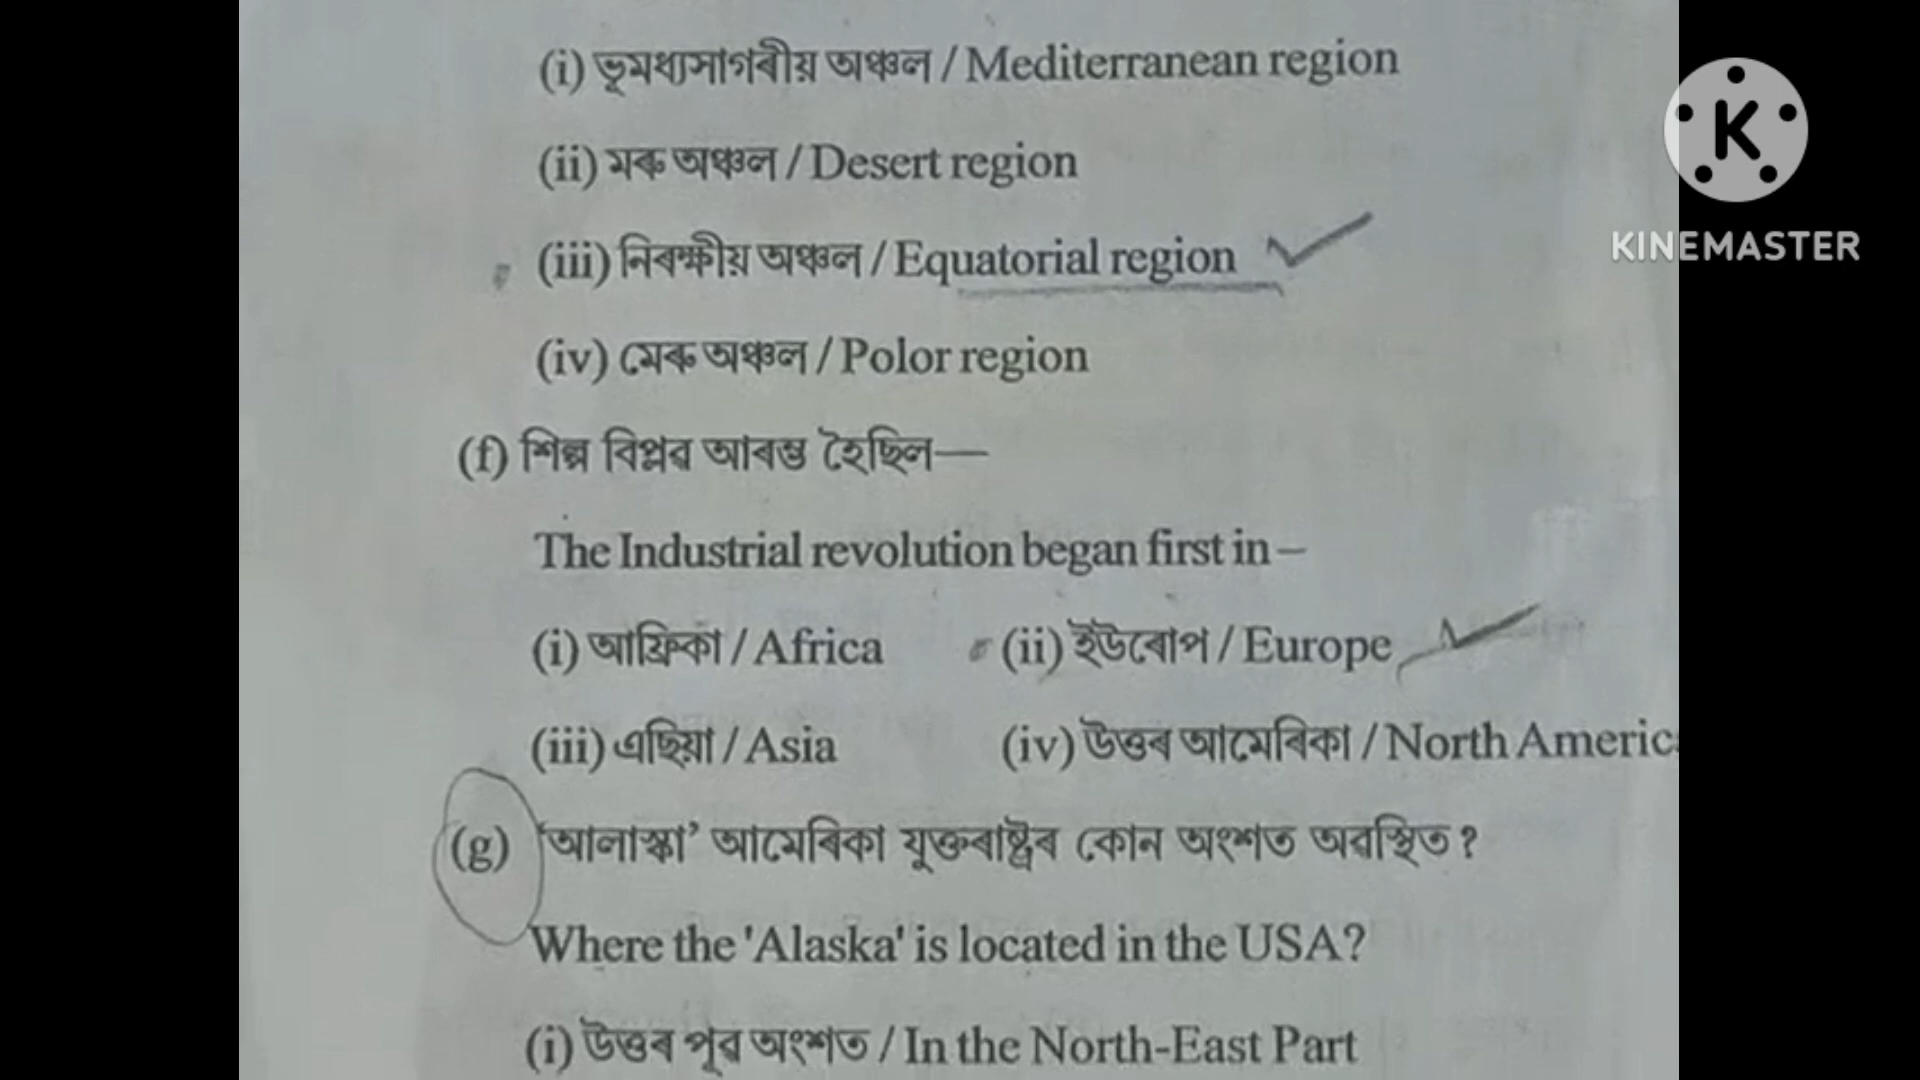 (i) ভূমধ্যসাগৰীয় অঞ্চল / Mediterranean region
(ii) মৰু অঞ্চল / Desert region
(iii) নিৰক্ষীয় অঞ্চল / Equatorial region
(iv) মেৰু অঞ্চল / Polor region
(f) শিল্প বিপ্লৱ আৰম্ভ হৈছিল—
The Industrial revolution began first in –
(i) আফ্ৰিকা / Africa (ii) ইউৰোপ / Europe
(iii) এছিয়া / Asia (iv) উত্তৰ আমেৰিকা / North Americ
(g) 'আলাস্কা' আমেৰিকা যুক্তৰাষ্ট্ৰৰ কোন অংশত অৱস্থিত ?
Where the 'Alaska' is located in the USA?
(i) উত্তৰ পূৱ অংশত / In the North-East Part
K
KINEMASTER